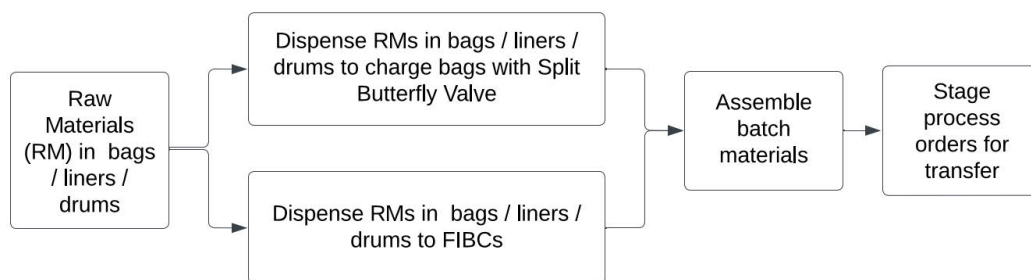 Raw
Materials
(RM) in  bags
/ liners /
drums
Dispense RMs in bags / liners /
drums to charge bags with Split
Butterfly Valve
Dispense RMs in  bags / liners /
drums to FIBCs
Assemble
batch
materials
Stage
process
orders for
transfer